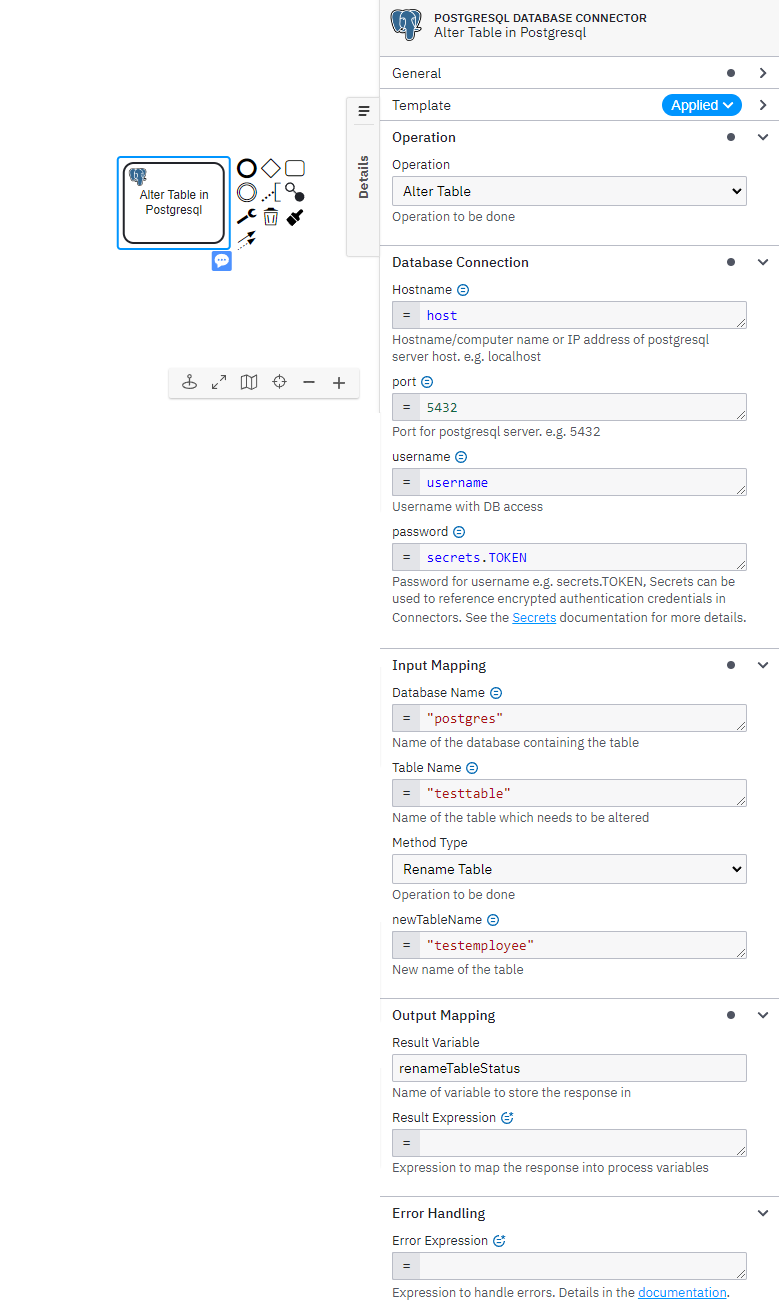 POSTGRESQL DATABASE CONNECTOR
Alter Table in Postgresql
General
Template
Applied
Operation
Operation
Alter Table
Operation to be done
Details
Alter Table in
Postgresql
Database Connection
Hostname
= host
Hostname/computer name or IP address of postgresql
server host. e.g. localhost
port
= 5432
Port for postgresql server. e.g. 5432
username
= username
Username with DB access
password
= secrets.TOKEN
Password for username e.g. secrets.TOKEN, Secrets can be
used to reference encrypted authentication credentials in
Connectors. See the Secrets documentation for more details.
Input Mapping
Database Name
= "postgres"
Name of the database containing the table
Table Name
= "testtable"
Name of the table which needs to be altered
Method Type
Rename Table
Operation to be done
newTableName
= "testemployee"
New name of the table
Output Mapping
Result Variable
renameTableStatus
Name of variable to store the response in
Result Expression
=
Expression to map the response into process variables
Error Handling
Error Expression
=
Expression to handle errors. Details in the documentation.